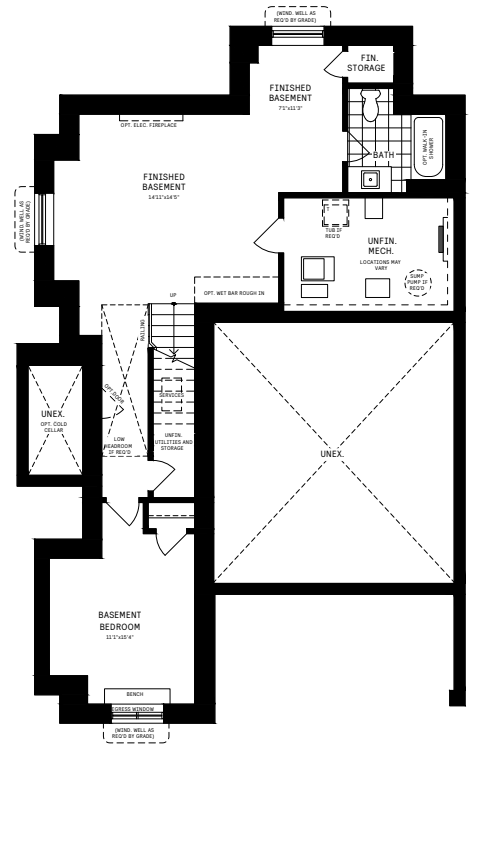 (WIND. WELL AS
REQ'D BY GRADE)
FIN.
STORAGE
FINISHED
BASEMENT
7'1"x11'3"
OPT. ELEC. FIREPLACE
BATH
OPT. WALK-IN
SHOWER
FINISHED
BASEMENT
14'11"x14'5"
(WIND. WELL AS
REQ'D BY GRADE)
T
TUB IF
REQ'D
UNFIN.
MECH.
LOCATIONS MAY
VARY
SUMP
PUMP IF
REQ'D
OPT. WET BAR ROUGH IN
UP
RAILING
OPT. DOOR
SERVICES
UNEX.
OPT. COLD
CELLAR
LOW
HEADROOM
IF REQ'D
UNFIN.
UTILITIES AND
STORAGE
UNEX.
BASEMENT
BEDROOM
11'1"x15'4"
BENCH
EGRESS WINDOW
(WIND. WELL AS
REQ'D BY GRADE)